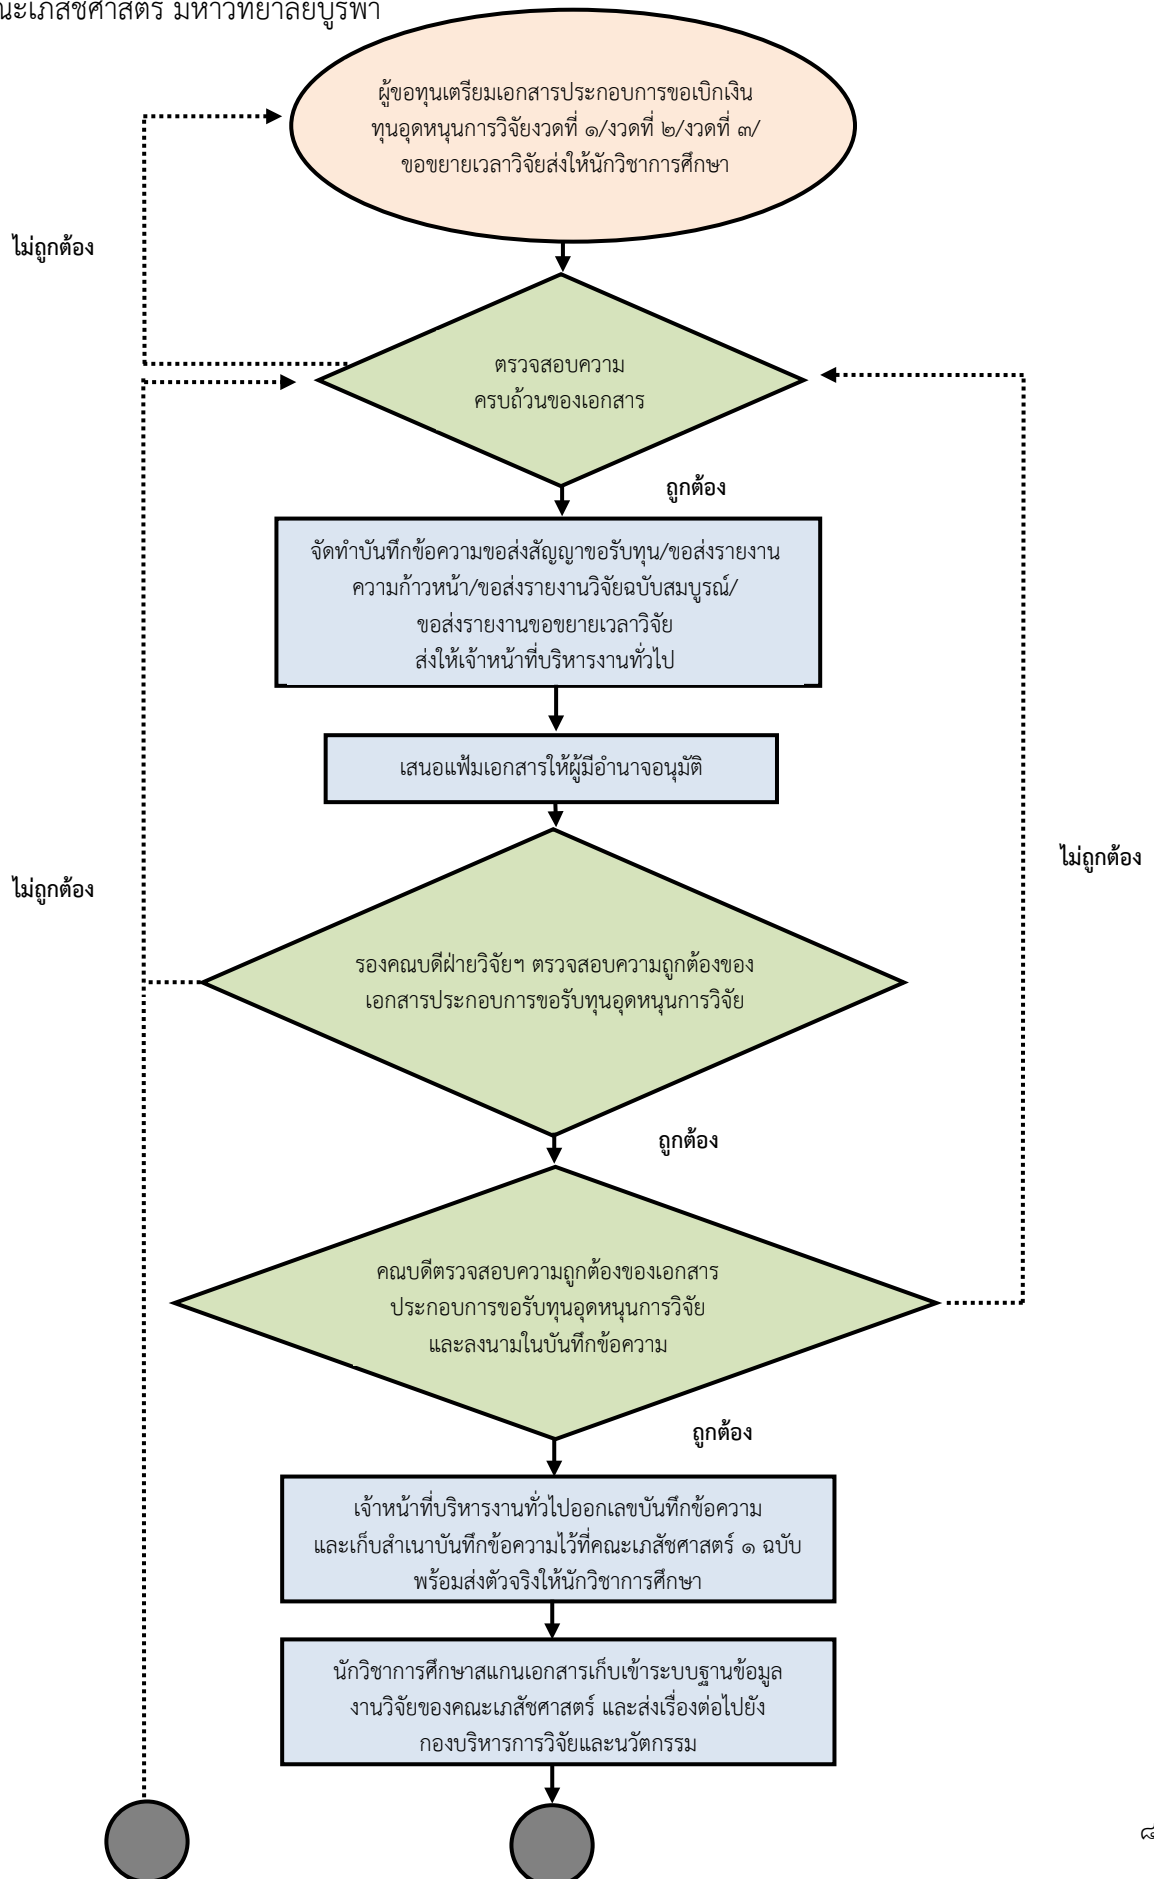 ณะเภสัชศาสตร์ มหาวิทยาลัยบูรพา
ผู้ขอทุนเตรียมเอกสารประกอบการขอเบิกเงิน
ทุนอุดหนุนการวิจัยงวดที่ ๑/งวดที่ ๒/งวดที่ ๓/
ขอขยายเวลาวิจัยส่งให้นักวิชาการศึกษา
ไม่ถูกต้อง
ตรวจสอบความ
ครบถ้วนของเอกสาร
ถูกต้อง
จัดทำบันทึกข้อความขอส่งสัญญาขอรับทุน/ขอส่งรายงาน
ความก้าวหน้า/ขอส่งรายงานวิจัยฉบับสมบูรณ์/
ขอส่งรายงานขอขยายเวลาวิจัย
ส่งให้เจ้าหน้าที่บริหารงานทั่วไป
เสนอแฟ้มเอกสารให้ผู้มีอำนาจอนุมัติ
ไม่ถูกต้อง
ไม่ถูกต้อง
รองคณบดีฝ่ายวิจัยฯ ตรวจสอบความถูกต้องของ
เอกสารประกอบการขอรับทุนอุดหนุนการวิจัย
ถูกต้อง
คณบดีตรวจสอบความถูกต้องของเอกสาร
ประกอบการขอรับทุนอุดหนุนการวิจัย
และลงนามในบันทึกข้อความ
ถูกต้อง
เจ้าหน้าที่บริหารงานทั่วไปออกเลขบันทึกข้อความ
และเก็บสำเนาบันทึกข้อความไว้ที่คณะเภสัชศาสตร์ ๑ ฉบับ
พร้อมส่งตัวจริงให้นักวิชาการศึกษา
นักวิชาการศึกษาสแกนเอกสารเก็บเข้าระบบฐานข้อมูล
งานวิจัยของคณะเภสัชศาสตร์ และส่งเรื่องต่อไปยัง
กองบริหารการวิจัยและนวัตกรรม